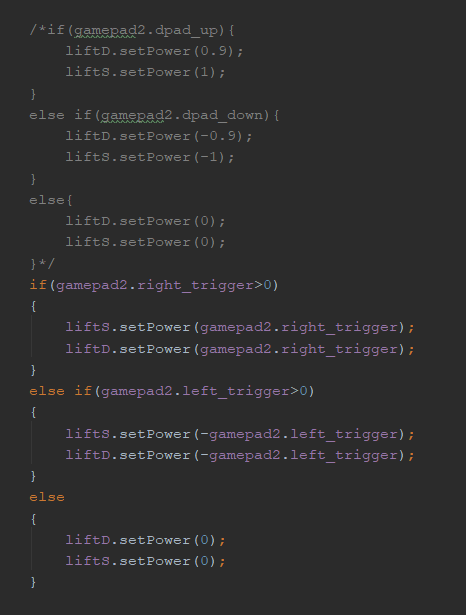 /*if(gamepad2.dpad_up){
    liftD.setPower(0.9);
    liftS.setPower(1);
}
else if(gamepad2.dpad_down){
    liftD.setPower(-0.9);
    liftS.setPower(-1);
}
else{
    liftD.setPower(0);
    liftS.setPower(0);
}*/
if(gamepad2.right_trigger>0)
{
    liftS.setPower(gamepad2.right_trigger);
    liftD.setPower(gamepad2.right_trigger);
}
else if(gamepad2.left_trigger>0)
{
    liftS.setPower(-gamepad2.left_trigger);
    liftD.setPower(-gamepad2.left_trigger);
}
else
{
    liftD.setPower(0);
    liftS.setPower(0);
}